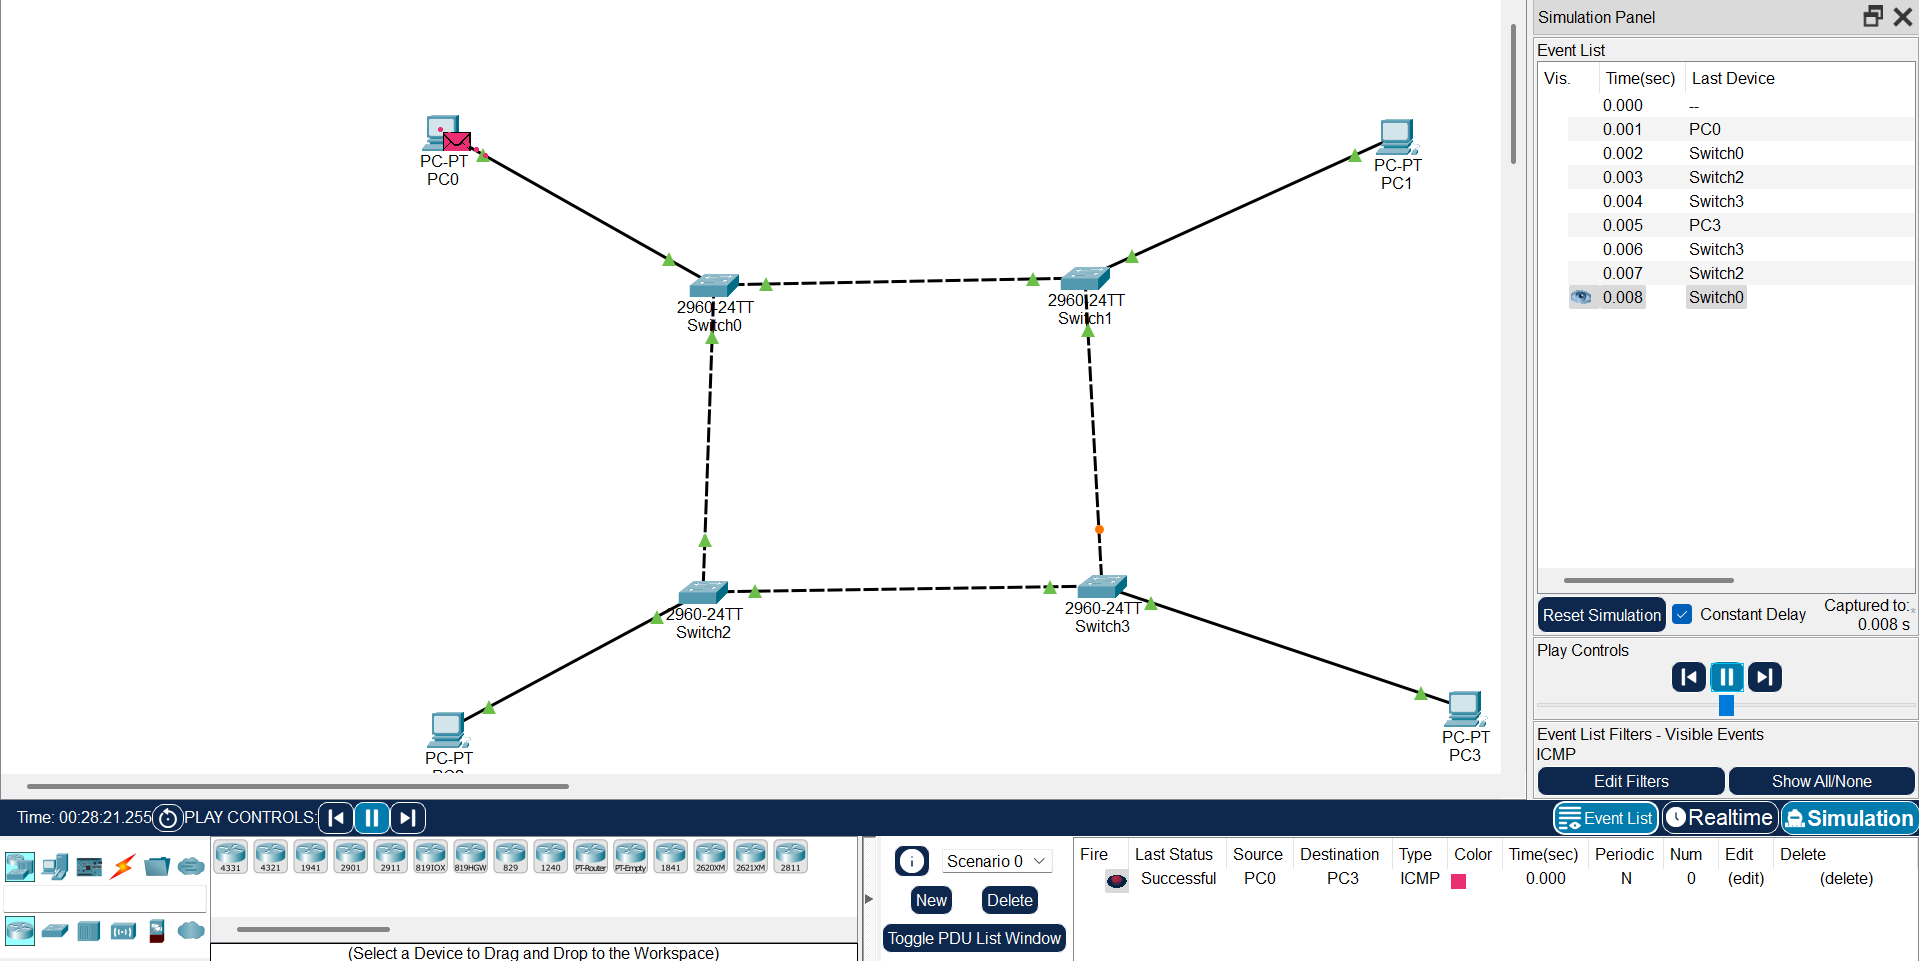 Simulation Panel
Event List
Vis. Time(sec) Last Device
0.000 --
0.001 PC0
0.002 Switch0
0.003 Switch2
0.004 Switch3
0.005 PC3
0.006 Switch3
0.007 Switch2
0.008 Switch0
Reset Simulation Constant Delay Captured to:
0.008 s
Play Controls
Event List Filters - Visible Events
ICMP
Edit Filters Show All/None
PC-PT
PC0
PC-PT
PC1
2960-24TT
Switch0
2960-24TT
Switch1
2960-24TT
Switch2
2960-24TT
Switch3
PC-PT
PC-PT
PC3
Time: 00:28:21.255 PLAY CONTROLS:
Event List Realtime Simulation
4331 4321 1941 2901 2911 819IOX 819HGW 829 1240 PT-Router PT-Empty 1841 2620XM 2621XM 2811
(Select a Device to Drag and Drop to the Workspace)
Scenario 0
New Delete
Toggle PDU List Window
Fire Last Status Source Destination Type Color Time(sec) Periodic Num Edit Delete
Successful PC0 PC3 ICMP 0.000 N 0 (edit) (delete)